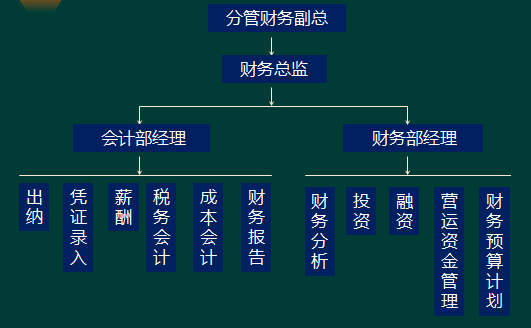 分管财务副总
财务总监
会计部经理
财务部经理
出纳
凭证录入
薪酬
税务会计
成本会计
财务报告
财务分析
投资
融资
营运资金管理
财务预算计划